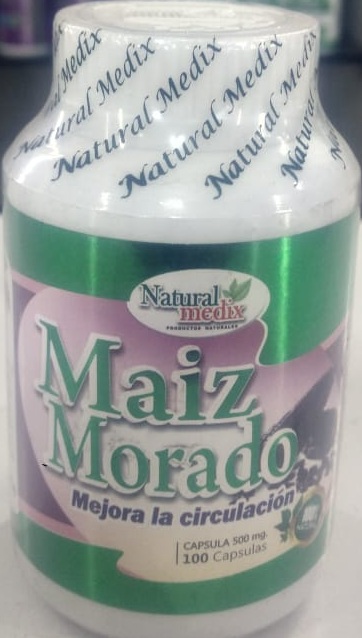 Natural Medix
Natural Medix
Natural Medix
Natural Medix
Natural
Natural
medix
PRODUCTOS NATURALES
Maiz
Morado
Mejora la circulación
CAPSULA 500 mg.
100 Capsulas